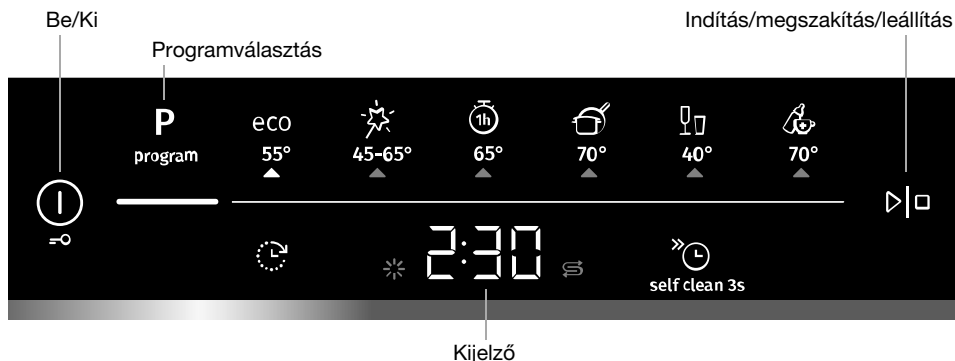 Be/Ki
Indítás/megszakítás/leállítás
Programválasztás
P
program
eco
55°
45-65°
1h
65°
70°
40°
70°
2:30
self clean 3s
Kijelző